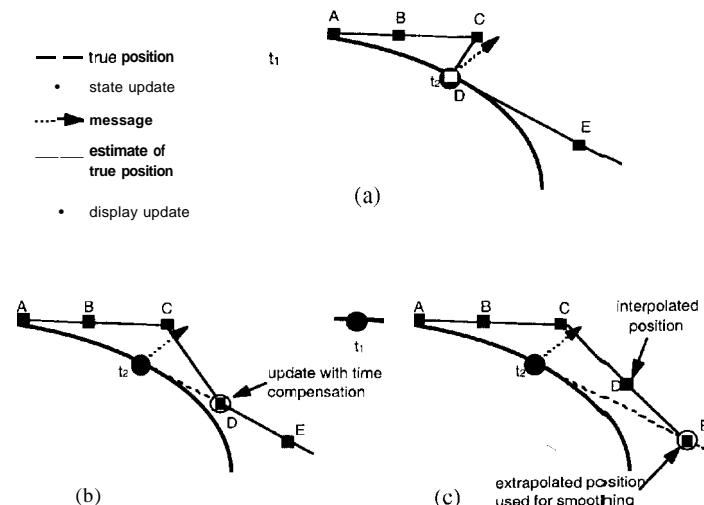 true position
state update
message
estimate of
true position
display update
t1
A
B
C
t2
D
E
(a)
A
B
C
t2
update with time
compensation
D
E
(b)
t1
A
B
C
interpolated
position
t2
D
E
extrapolated position
used for smoothing
(c)